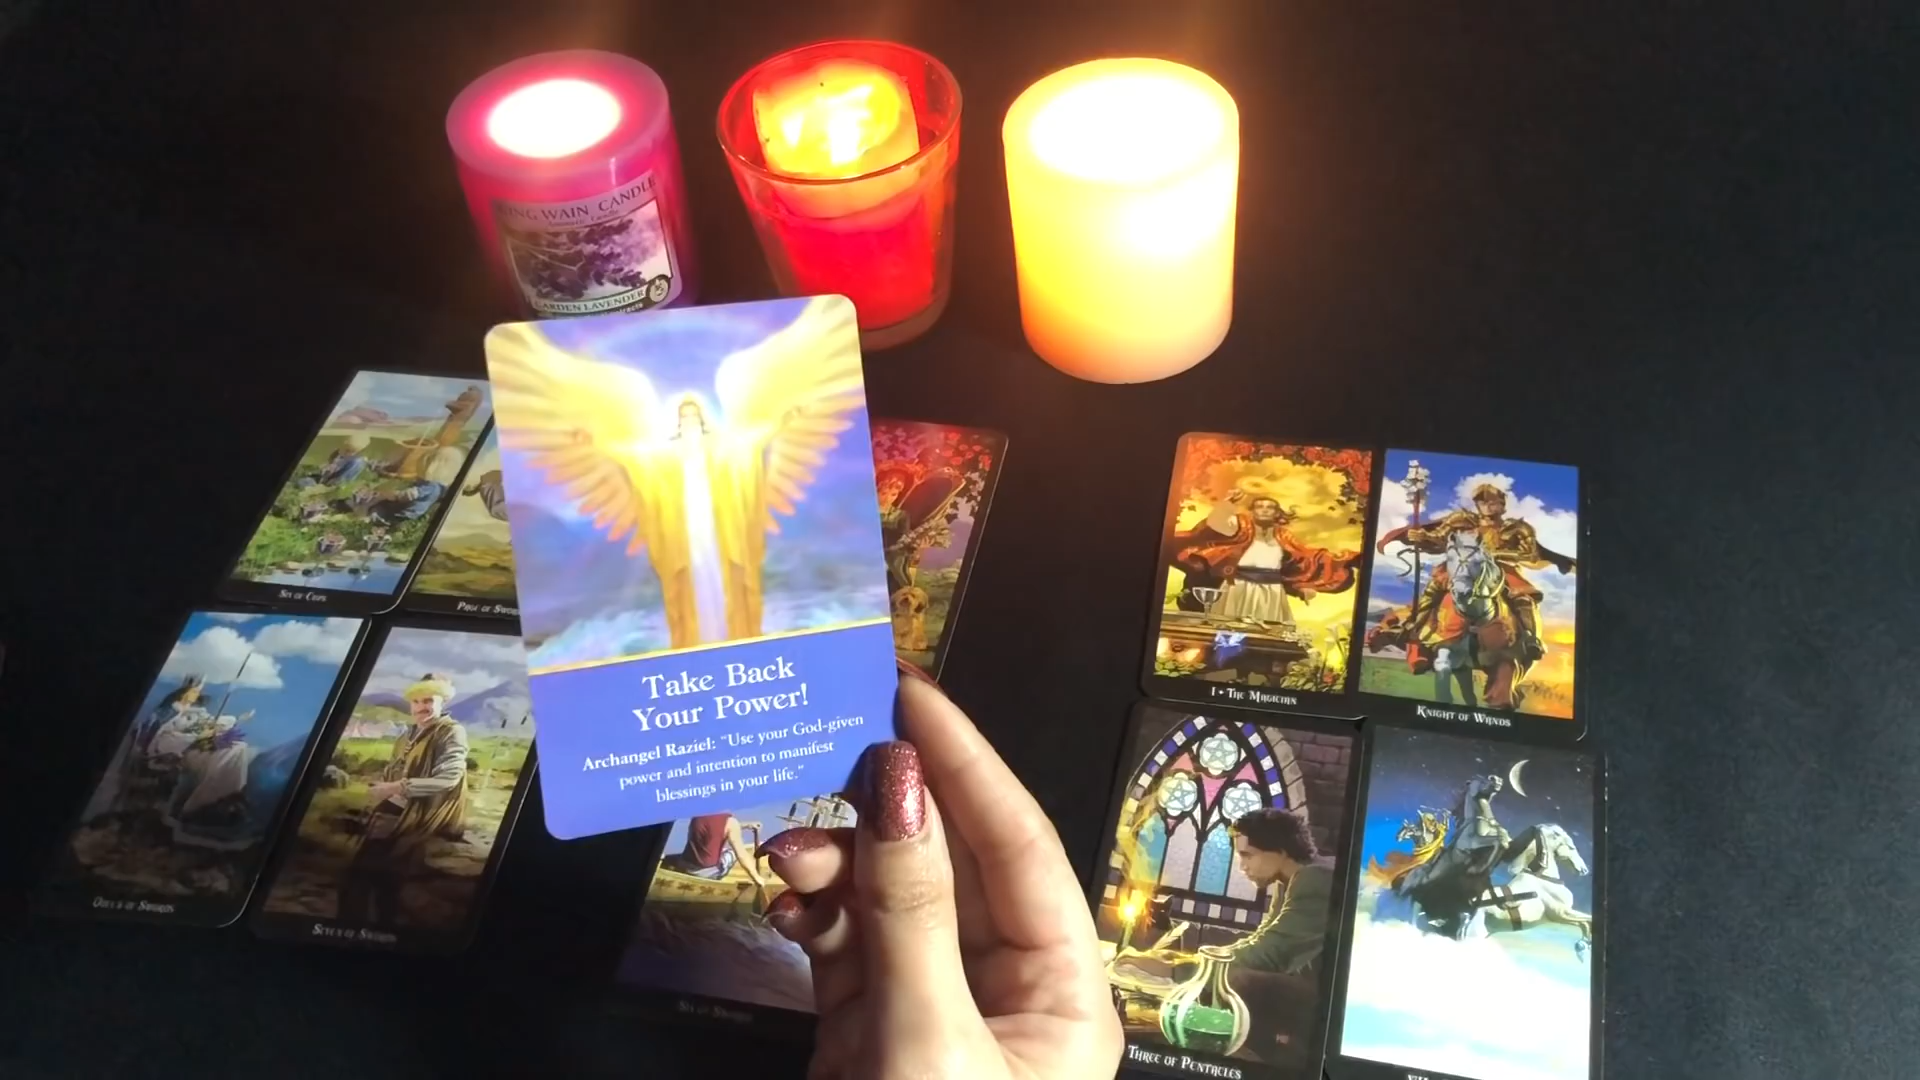 WAIN CANDLE
GARDEN LAVENDER
Take Back
Your Power!
Archangel Raziel: “Use your God-given
power and intention to manifest
blessings in your life.”
Six of Cups
Page of
Queen of Swords
Seven of Swords
Six of Swords
I • The Magician
Knight of Wands
Three of Pentacles